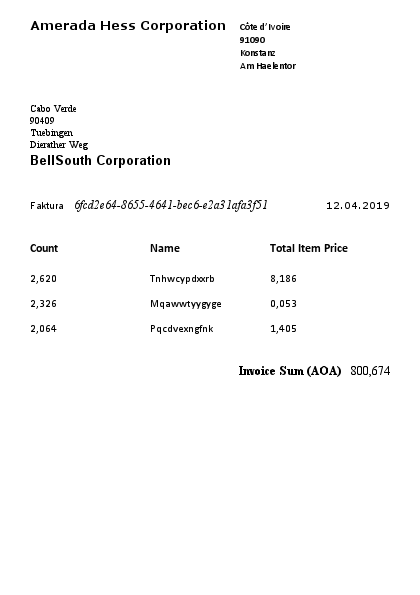 Amerada Hess Corporation
Côte d'Ivoire
91090
Konstanz
Am Haelentor
Cabo Verde
90409
Tuebingen
Dierather Weg
BellSouth Corporation
Faktura 6fcd2e64-8655-4641-bec6-e2a31afa3f51 12.04.2019
Count Name Total Item Price
2,620 Tnhwcypdxxrb 8,186
2,326 Mqawwtyygyge 0,053
2,064 Pqcdvexngfnk 1,405
Invoice Sum (AOA) 800,674